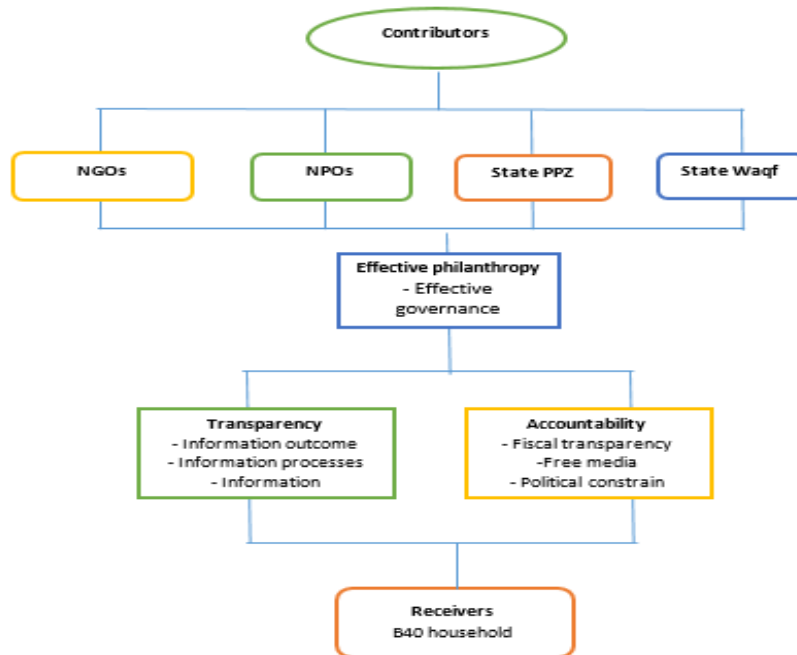 Contributors
NGOs
NPOs
State PPZ
State Waqf
Effective philanthropy
- Effective
governance
Transparency
- Information outcome
- Information processes
- Information
Accountability
- Fiscal transparency
-Free media
- Political constrain
Receivers
B40 household